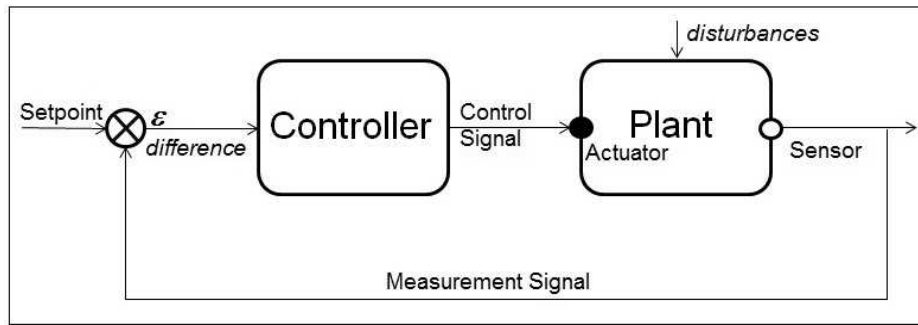 disturbances
Setpoint
ε
difference
Controller
Control
Signal
Actuator
Plant
Sensor
Measurement Signal